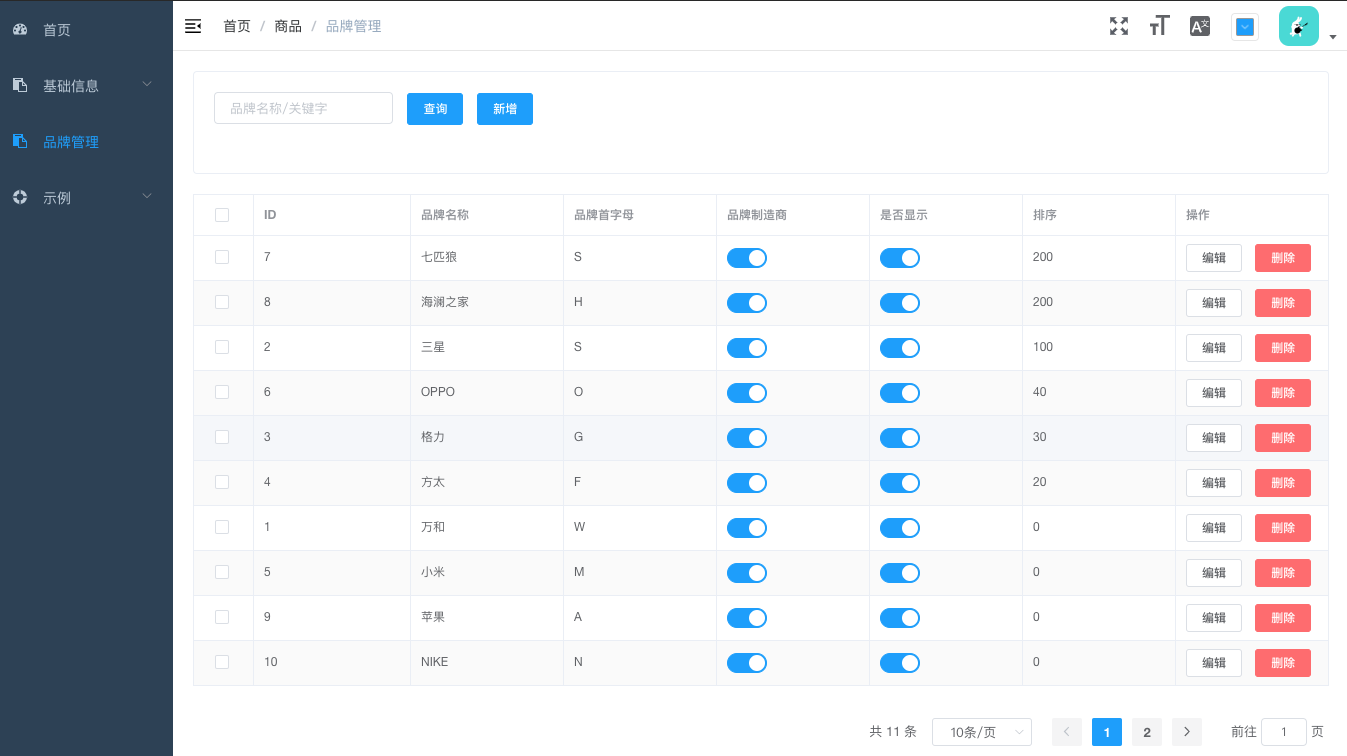 首页
基础信息
品牌管理
示例
首页 / 商品 / 品牌管理
品牌名称/关键字 查询 新增
ID 品牌名称 品牌首字母 品牌制造商 是否显示 排序 操作
7 七匹狼 S 200 编辑 删除
8 海澜之家 H 200 编辑 删除
2 三星 S 100 编辑 删除
6 OPPO O 40 编辑 删除
3 格力 G 30 编辑 删除
4 方太 F 20 编辑 删除
1 万和 W 0 编辑 删除
5 小米 M 0 编辑 删除
9 苹果 A 0 编辑 删除
10 NIKE N 0 编辑 删除
共 11 条 10条/页 1 2 前往 1 页